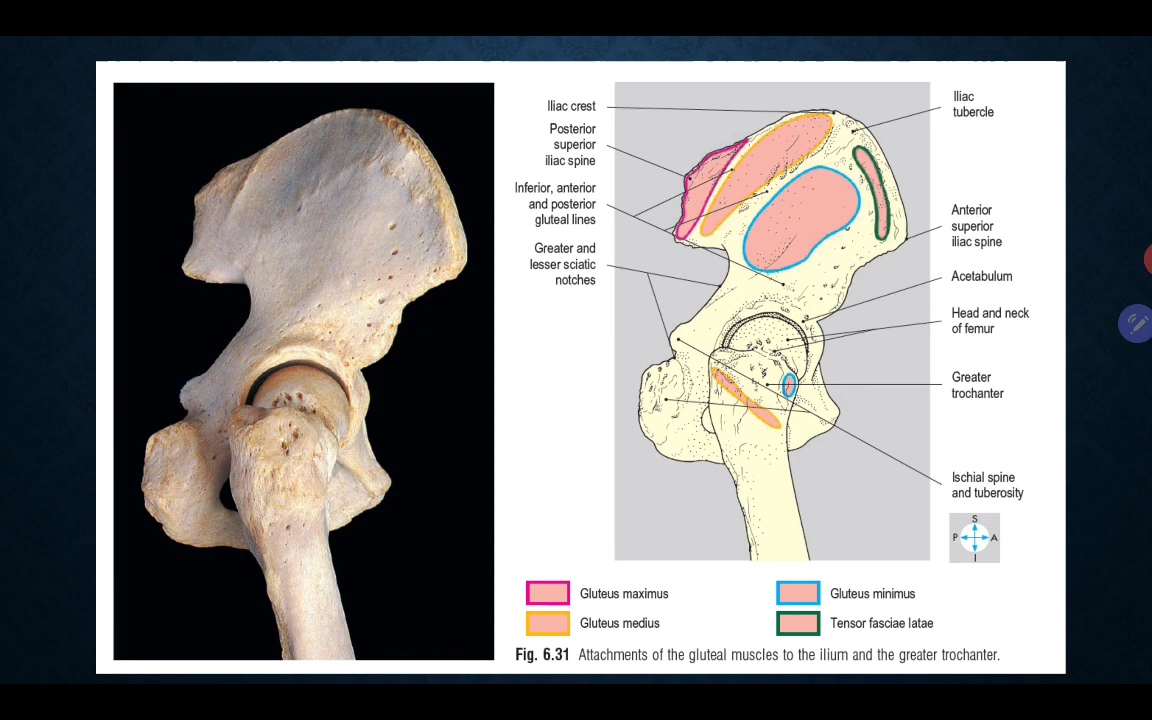 Iliac crest
Posterior
superior
iliac spine
Inferior, anterior
and posterior
gluteal lines
Greater and
lesser sciatic
notches
Iliac
tubercle
Anterior
superior
iliac spine
Acetabulum
Head and neck
of femur
Greater
trochanter
Ischial spine
and tuberosity
S
P A
I
Gluteus maximus
Gluteus minimus
Gluteus medius
Tensor fasciae latae
Fig. 6.31 Attachments of the gluteal muscles to the ilium and the greater trochanter.